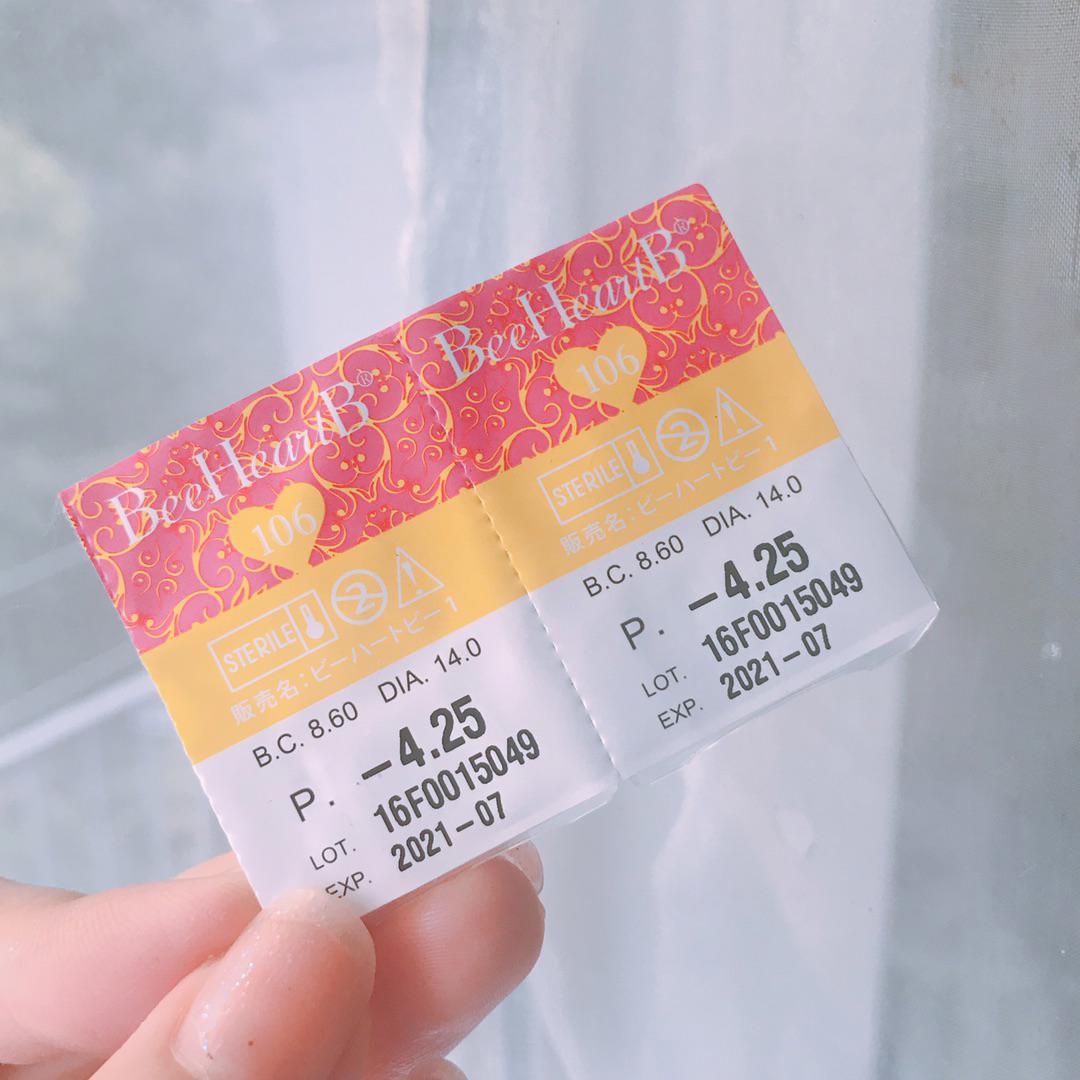 BeeHeartB®
106
STERILE
販売名:ビーハートビー1
B.C. 8.60 DIA. 14.0
P. -4.25
LOT. 16F0015049
EXP. 2021-07
BeeHeartB®
106
STERILE
販売名:ビーハートビー1
B.C. 8.60 DIA. 14.0
P. -4.25
LOT. 16F0015049
EXP. 2021-07